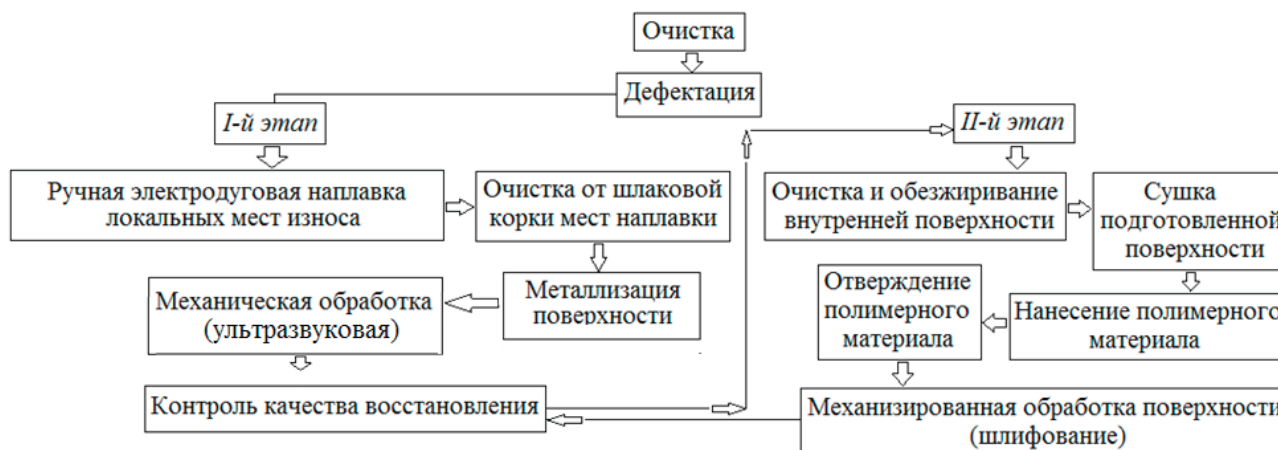 Очистка
Дефектация
I-й этап
II-й этап
Ручная электродуговая наплавка
локальных мест износа
Очистка от шлаковой
корки мест наплавки
Очистка и обезжиривание
внутренней поверхности
Сушка
подготовленной
поверхности
Механическая обработка
(ультразвуковая)
Металлизация
поверхности
Отверждение
полимерного
материала
Нанесение полимерного
материала
Контроль качества восстановления
Механизированная обработка поверхности
(шлифование)